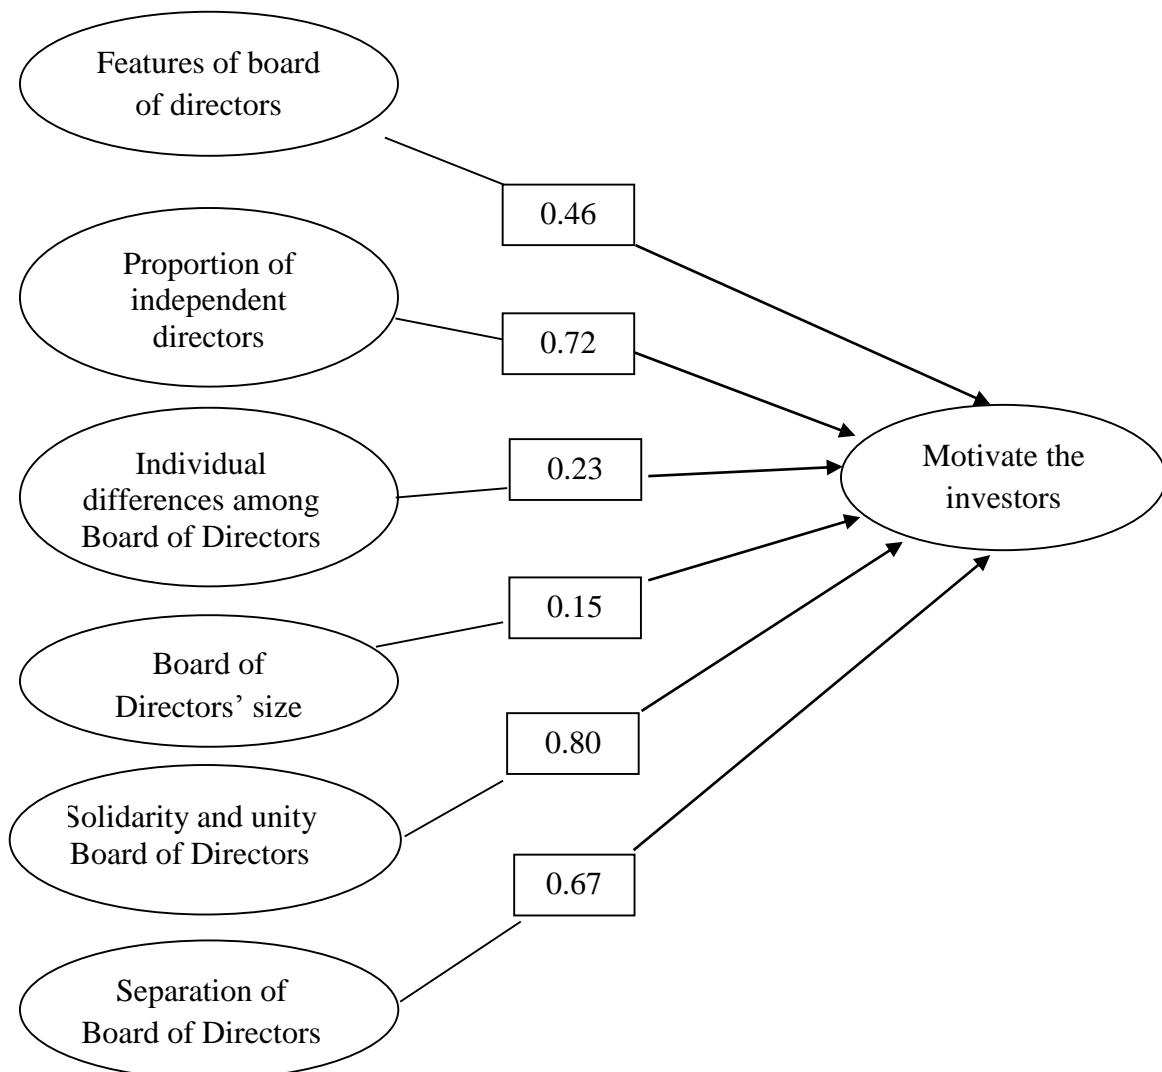 Features of board
of directors
0.46
Proportion of
independent
directors
0.72
Individual
differences among
Board of Directors
0.23
Motivate the
investors
Board of
Directors’ size
0.15
Solidarity and unity
Board of Directors
0.80
Separation of
Board of Directors
0.67